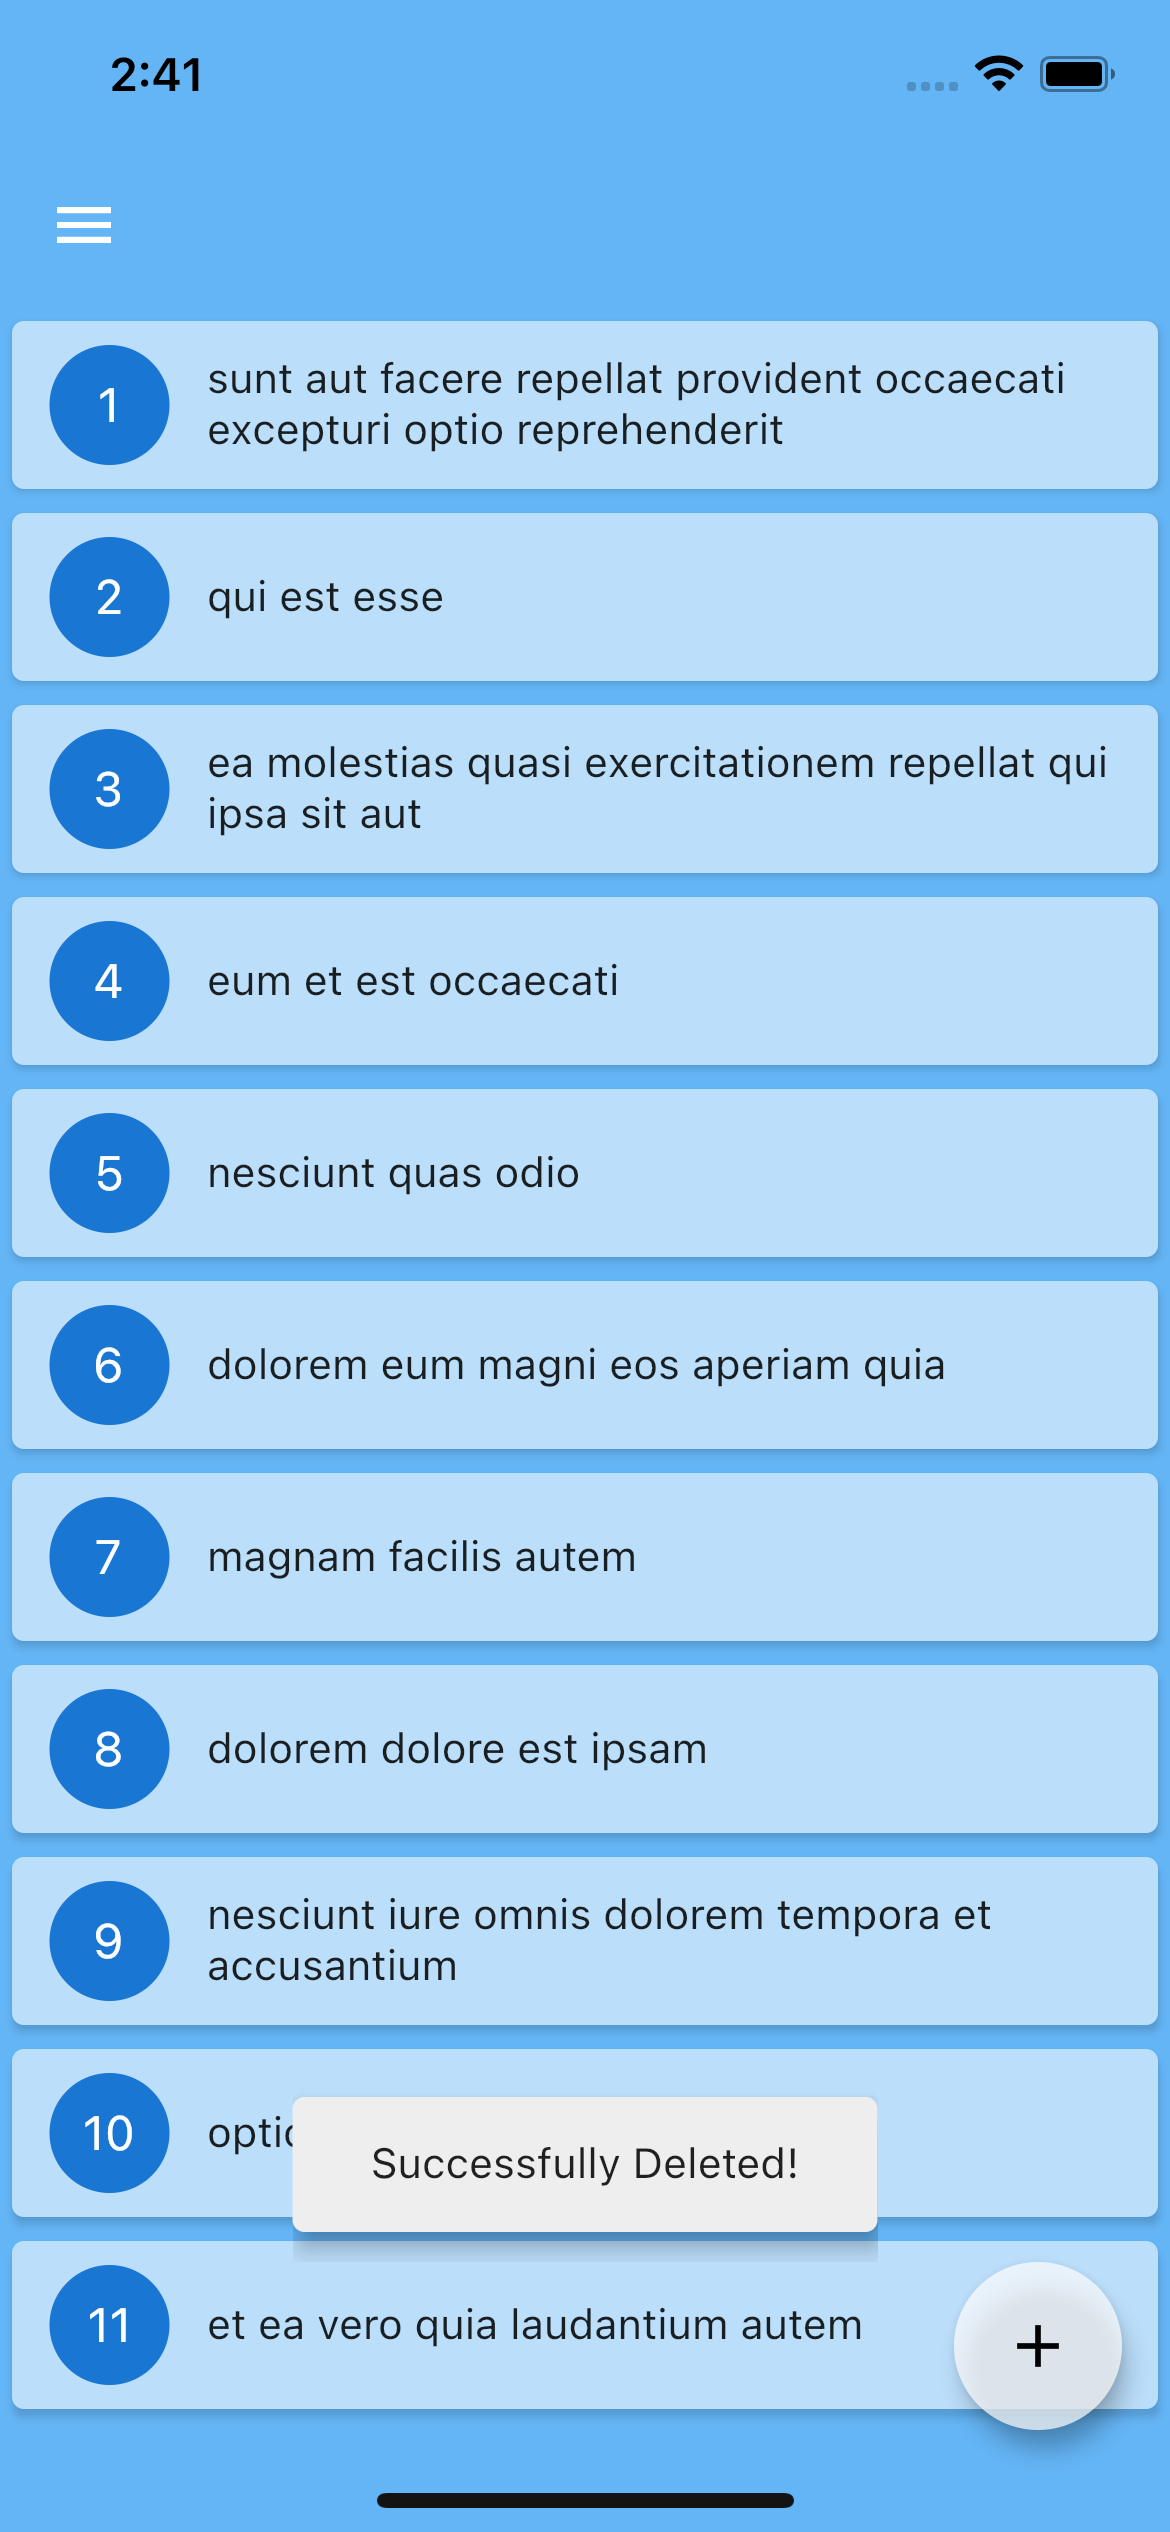 2:41
1
sunt aut facere repellat provident occaecati
excepturi optio reprehenderit
2
qui est esse
3
ea molestias quasi exercitationem repellat qui
ipsa sit aut
4
eum et est occaecati
5
nesciunt quas odio
6
dolorem eum magni eos aperiam quia
7
magnam facilis autem
8
dolorem dolore est ipsam
9
nesciunt iure omnis dolorem tempora et
accusantium
10
Successfully Deleted!
11
et ea vero quia laudantium autem